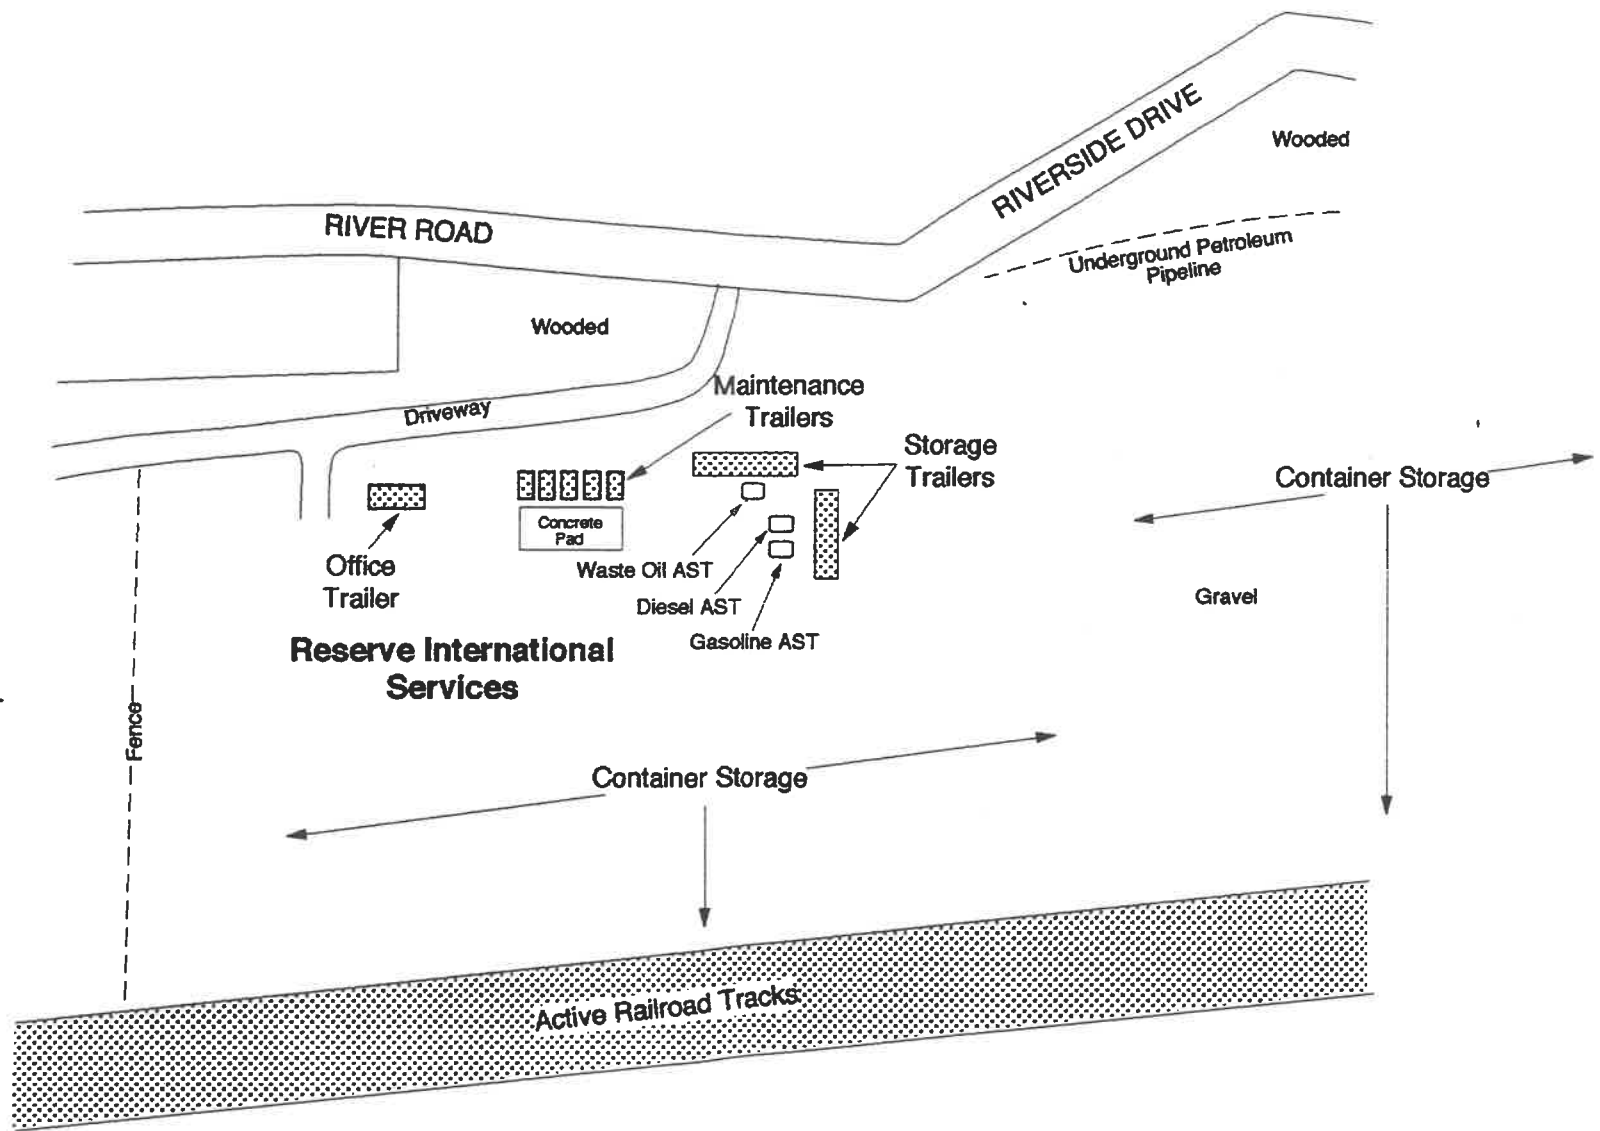 RIVERSIDE DRIVE
Wooded
RIVER ROAD
Underground Petroleum
Pipeline
Wooded
Maintenance
Trailers
Driveway
Storage
Trailers
Container Storage
Concrete
Pad
Office
Trailer
Waste Oil AST
Diesel AST
Gasoline AST
Gravel
Reserve International
Services
Fence
Container Storage
Active Railroad Tracks